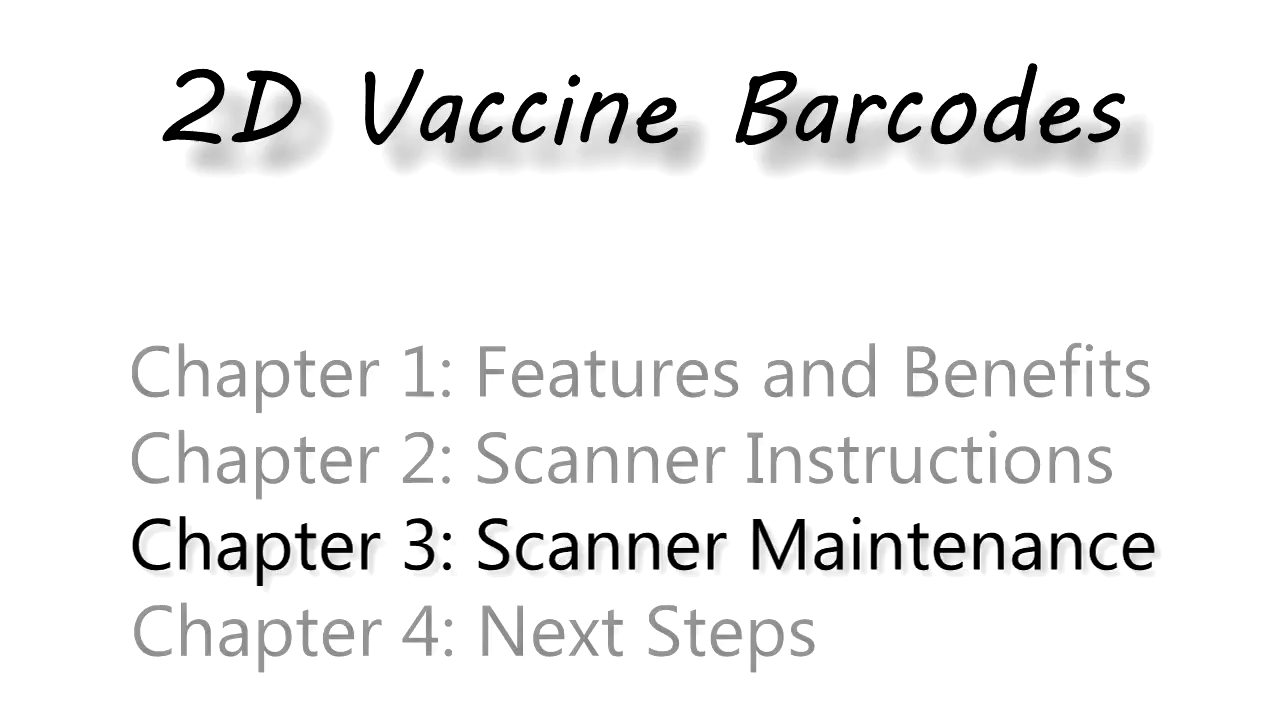 2D Vaccine Barcodes
Chapter 1: Features and Benefits
Chapter 2: Scanner Instructions
Chapter 3: Scanner Maintenance
Chapter 4: Next Steps